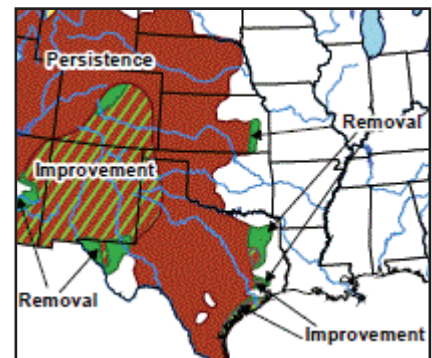 Persistence
Removal
Improvement
Removal
Improvement